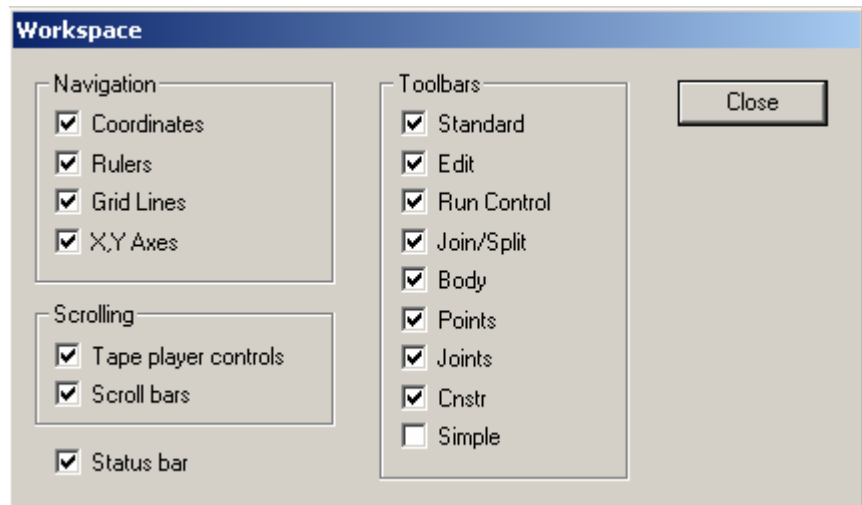 Workspace
Navigation
Coordinates
Rulers
Grid Lines
X,Y Axes
Scrolling
Tape player controls
Scroll bars
Status bar
Toolbars
Standard
Edit
Run Control
Join/Split
Body
Points
Joints
Cnstr
Simple
Close